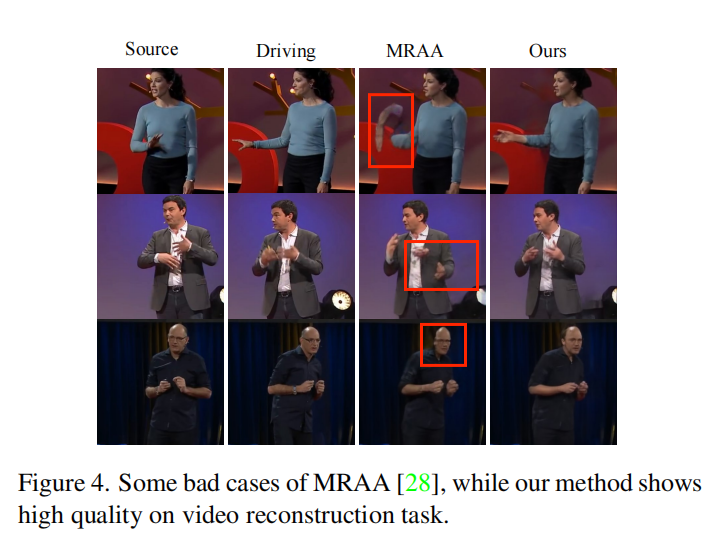 Source Driving MRAA Ours
Figure 4. Some bad cases of MRAA [28], while our method shows
high quality on video reconstruction task.